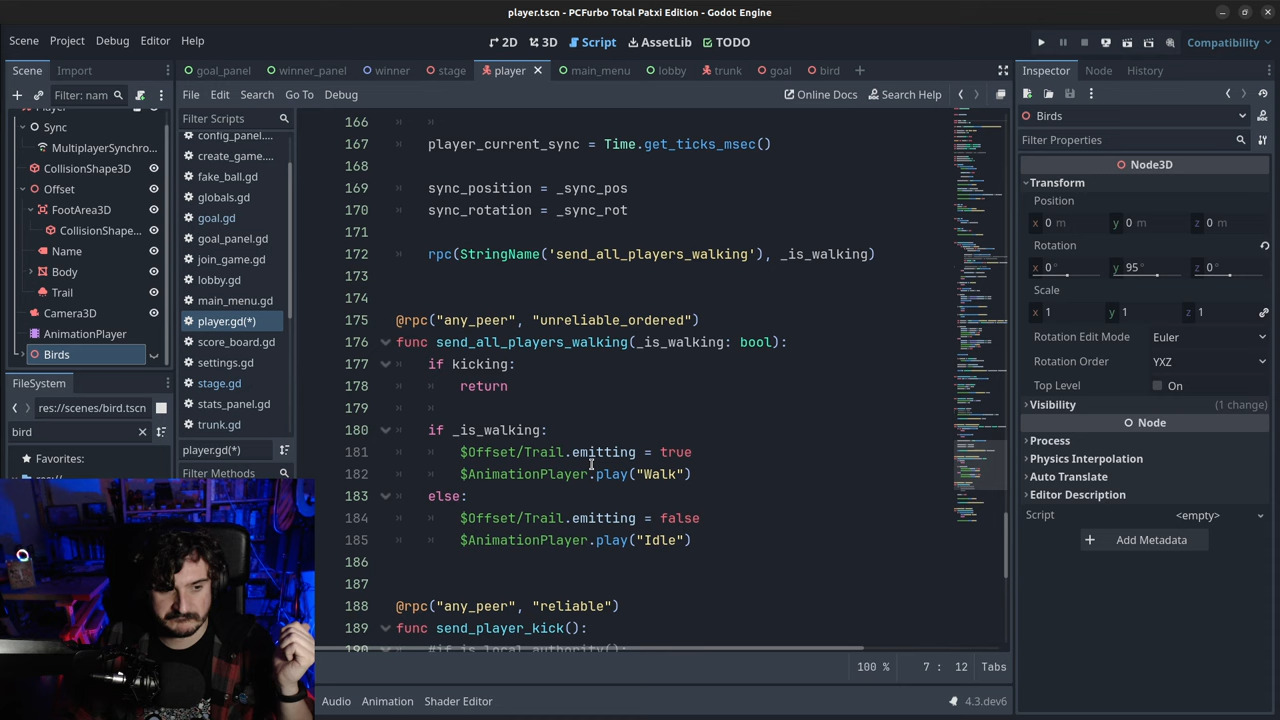 player.tscn - PCFurbo Total Patxi Edition - Godot Engine
Scene Project Debug Editor Help
2D 3D Script AssetLib TODO
Compatibility
Scene Import
goal_panel winner_panel winner stage player main_menu lobby trunk goal bird
Inspector Node History
Filter: nam
File Edit Search Go To Debug
Online Docs Search Help
Player
Sync
MultiplayerSynchro...
CollisionShape3D
Offset
FootArea3D
CollisionShape...
Name
Body
Trail
Camera3D
AnimationPlayer
Birds
FileSystem
res://scenes/bird.tscn
bird
Favorites:
Filter Scripts
config_panel....
create_game....
fake_ball.gd
globals.gd
goal.gd
goal_panel.gd
join_game.gd
lobby.gd
main_menu.gd
player.gd(*)
score_board.gd
settings.gd
stage.gd
stats_panel.gd
trunk.gd
player.gd(*)
Filter Methods
166
167 player_current_sync = Time.get_ticks_msec()
168
169 sync_position = _sync_pos
170 sync_rotation = _sync_rot
171
172 rpc(StringName('send_all_players_walking'), _is_walking)
173
174
175 @rpc("any_peer", "unreliable_ordered")
176 func send_all_players_walking(_is_walking: bool):
177 if kicking:
178 return
179
180 if _is_walking:
181 $Offset/Trail.emitting = true
182 $AnimationPlayer.play("Walk")
183 else:
184 $Offset/Trail.emitting = false
185 $AnimationPlayer.play("Idle")
186
187
188 @rpc("any_peer", "reliable")
189 func send_player_kick():
190 #if is_local_authority():
100 % 7 : 12 Tabs
Audio Animation Shader Editor
4.3.dev6
Birds
Filter Properties
Node3D
Transform
Position
x 0 m y 0 m z 0 m
Rotation
x 0° y 95° z 0°
Scale
x 1 y 1 z 1
Rotation Edit Mode Euler
Rotation Order YXZ
Top Level On
Visibility (1 change)
Node
Process
Physics Interpolation
Auto Translate
Editor Description
Script <empty>
Add Metadata